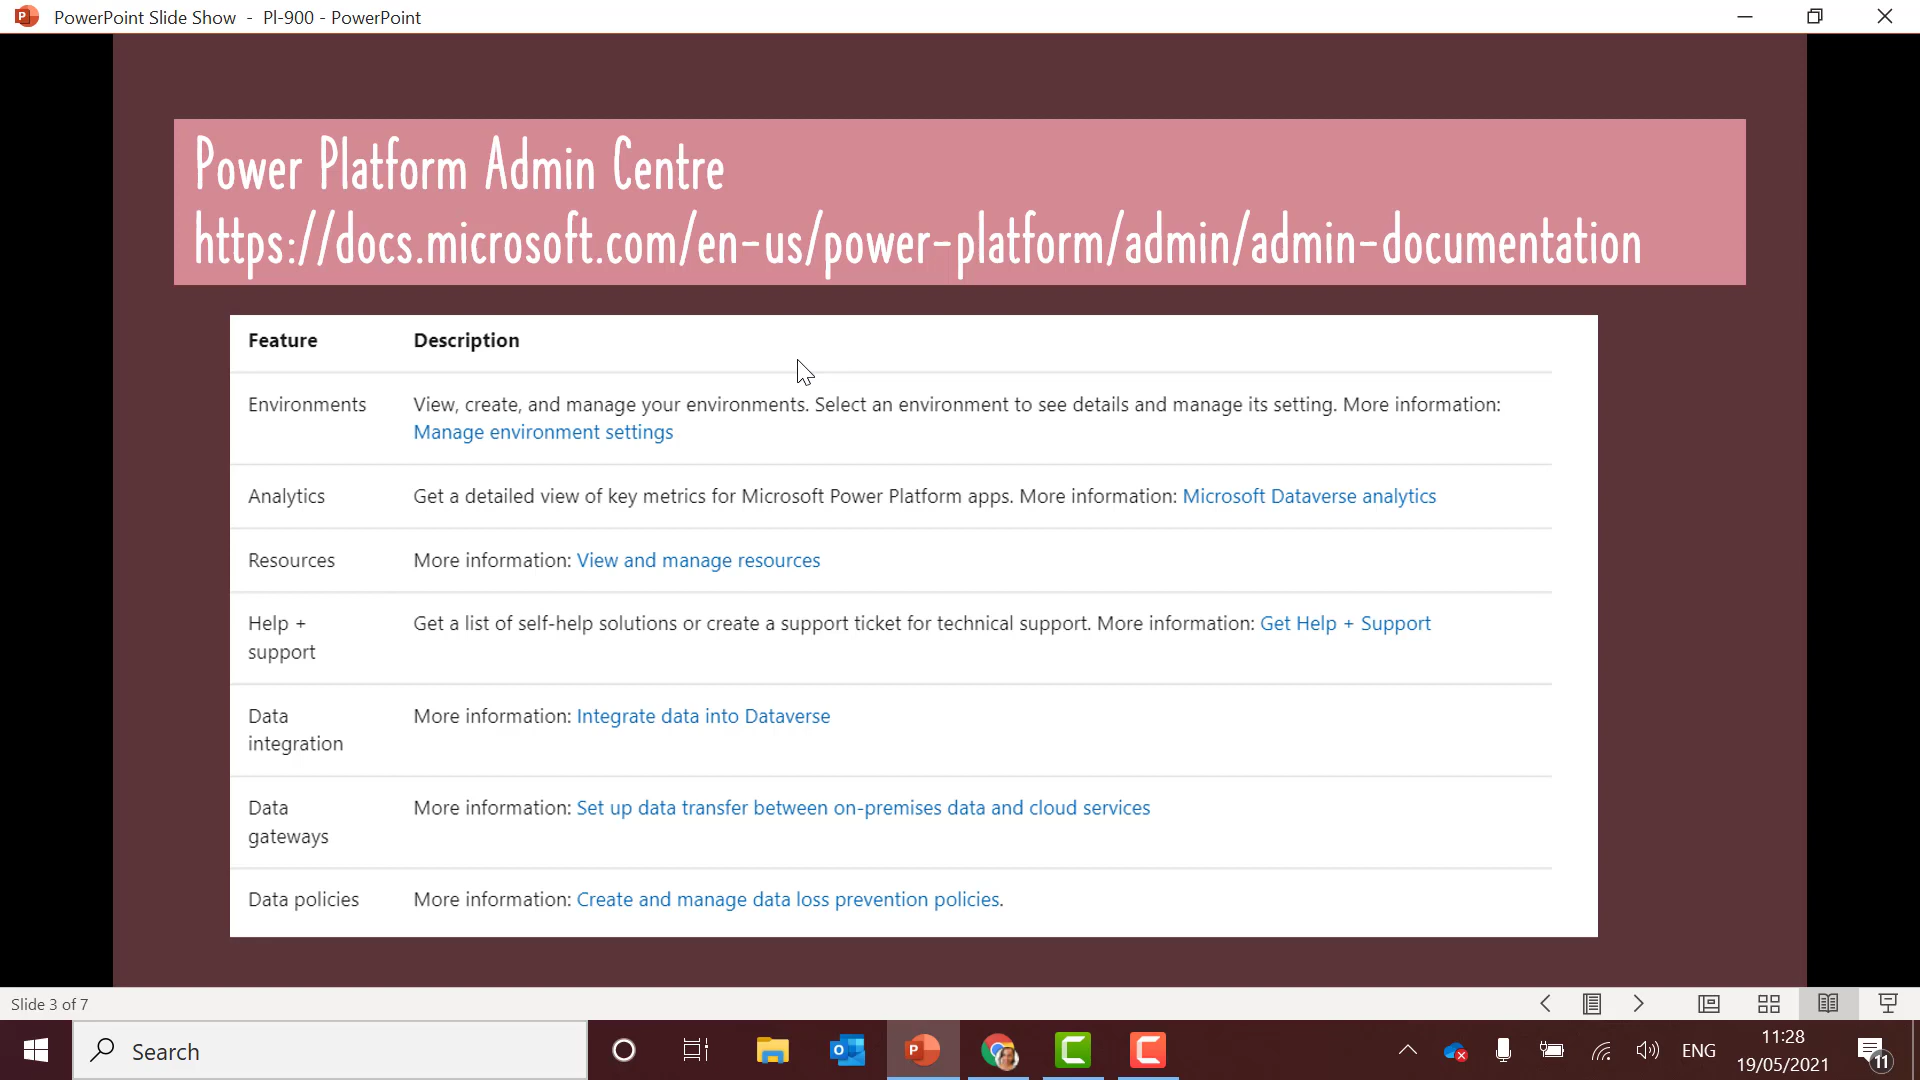 PowerPoint Slide Show - Pl-900 - PowerPoint
Power Platform Admin Centre
https://docs.microsoft.com/en-us/power-platform/admin/admin-documentation
Feature Description
Environments View, create, and manage your environments. Select an environment to see details and manage its setting. More information:
Manage environment settings
Analytics Get a detailed view of key metrics for Microsoft Power Platform apps. More information: Microsoft Dataverse analytics
Resources More information: View and manage resources
Help + Get a list of self-help solutions or create a support ticket for technical support. More information: Get Help + Support
support
Data More information: Integrate data into Dataverse
integration
Data More information: Set up data transfer between on-premises data and cloud services
gateways
Data policies More information: Create and manage data loss prevention policies.
Slide 3 of 7
Search
ENG
11:28
19/05/2021
11